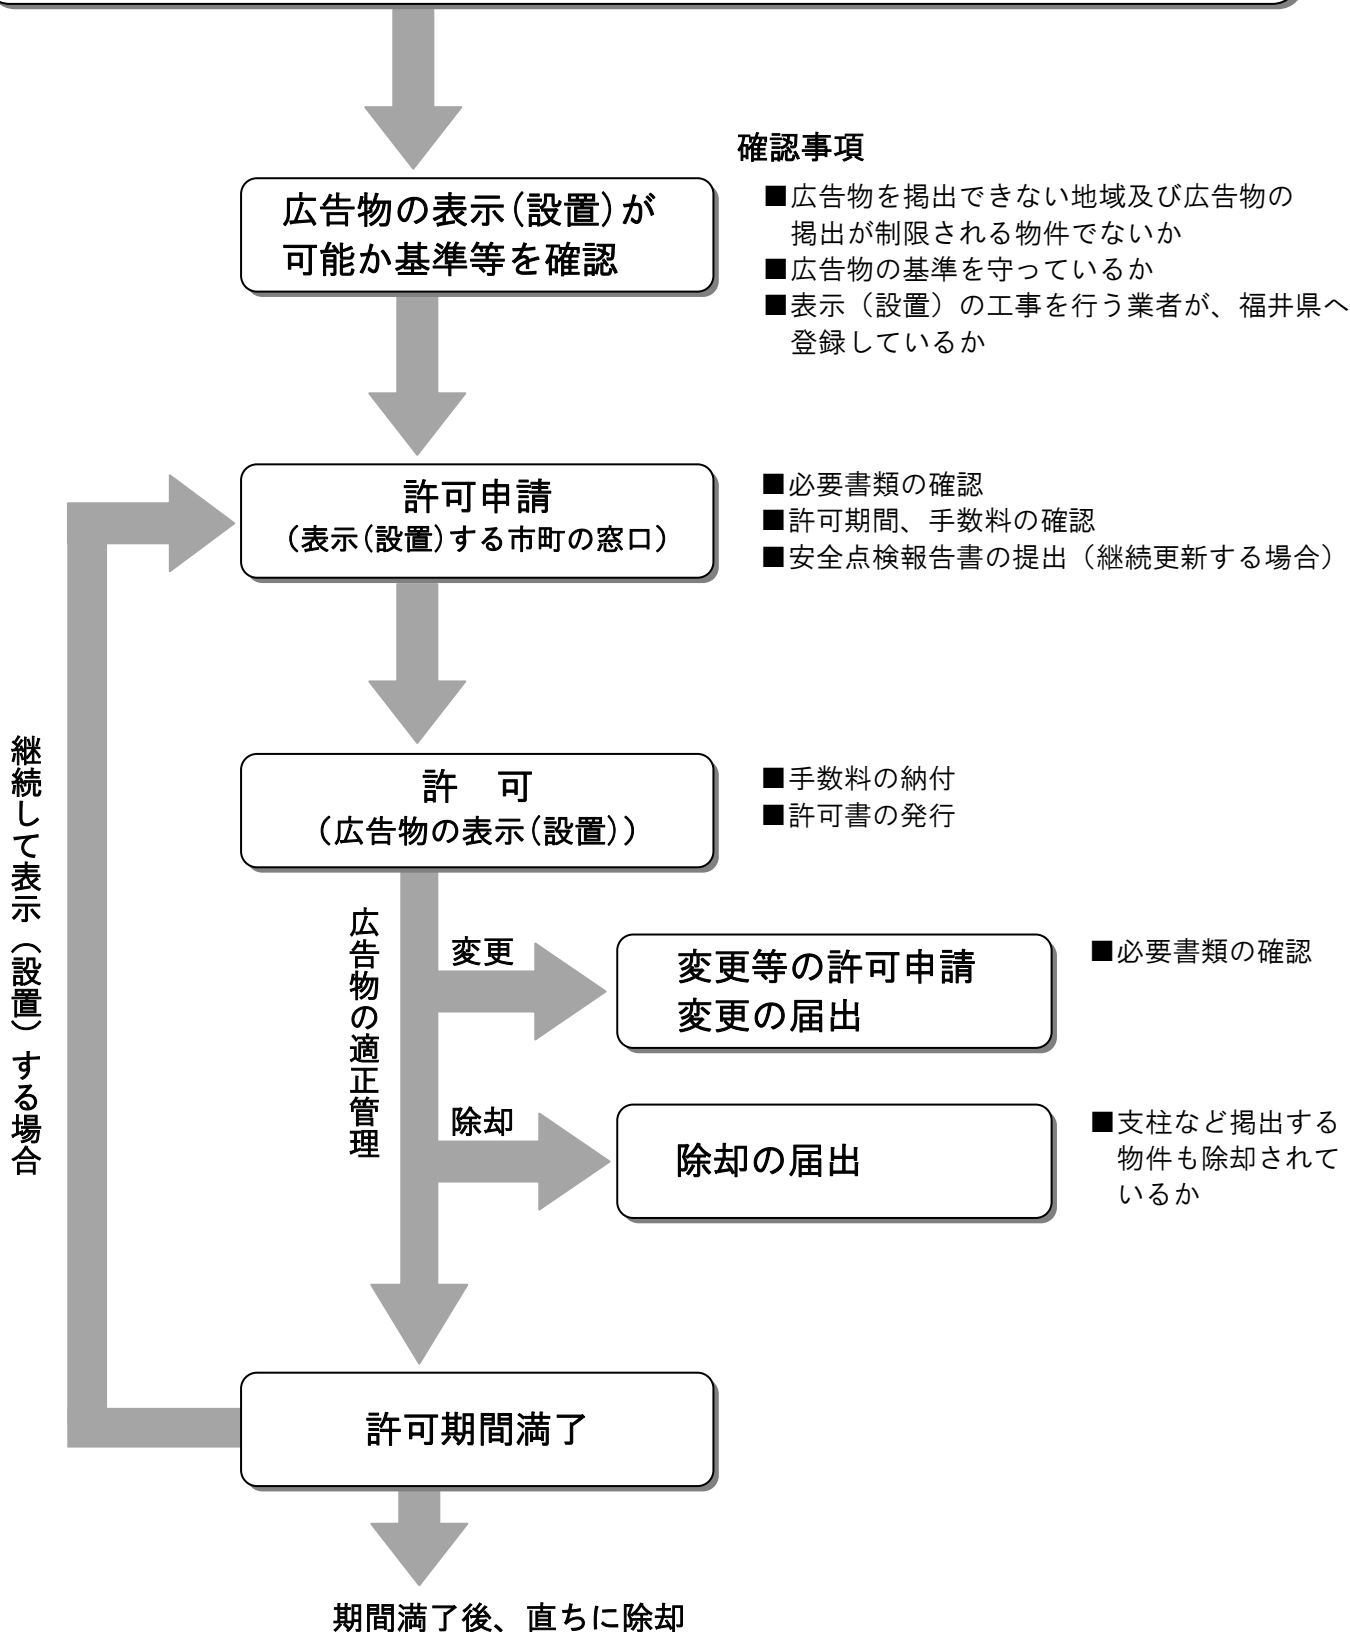 確認事項
広告物の表示(設置)が
可能か基準等を確認
■広告物を掲出できない地域及び広告物の
掲出が制限される物件でないか
■広告物の基準を守っているか
■表示（設置）の工事を行う業者が、福井県へ
登録しているか
許可申請
（表示(設置)する市町の窓口）
■必要書類の確認
■許可期間、手数料の確認
■安全点検報告書の提出（継続更新する場合）
継続して表示（設置）する場合
許　可
（広告物の表示(設置)）
■手数料の納付
■許可書の発行
広告物の適正管理
変更
変更等の許可申請
変更の届出
■必要書類の確認
除却
除却の届出
■支柱など掲出する
物件も除却されて
いるか
許可期間満了
期間満了後、直ちに除却